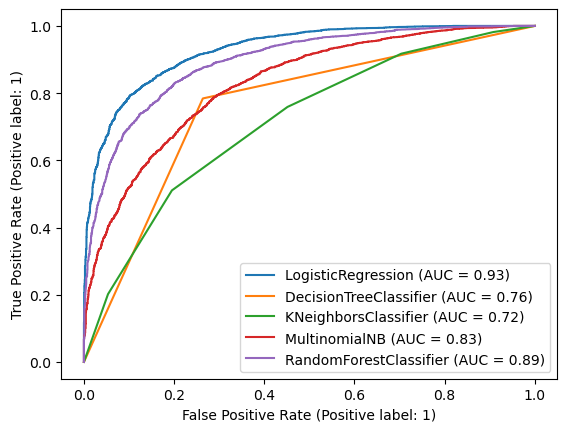 True Positive Rate (Positive label: 1)
1.0
0.8
0.6
0.4
0.2
0.0
LogisticRegression (AUC = 0.93)
DecisionTreeClassifier (AUC = 0.76)
KNeighborsClassifier (AUC = 0.72)
MultinomialNB (AUC = 0.83)
RandomForestClassifier (AUC = 0.89)
0.0 0.2 0.4 0.6 0.8 1.0
False Positive Rate (Positive label: 1)